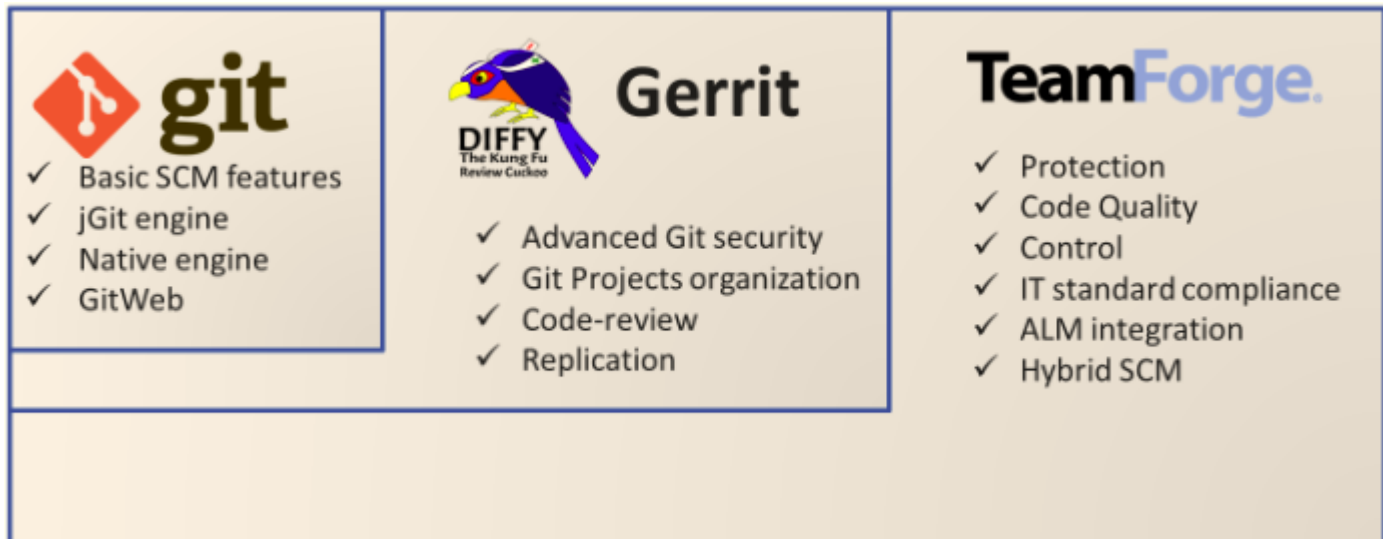 git
✓ Basic SCM features
✓ jGit engine
✓ Native engine
✓ GitWeb
DIFFY
The Kung Fu
Review Cuckoo
Gerrit
✓ Advanced Git security
✓ Git Projects organization
✓ Code-review
✓ Replication
TeamForge.
✓ Protection
✓ Code Quality
✓ Control
✓ IT standard compliance
✓ ALM integration
✓ Hybrid SCM